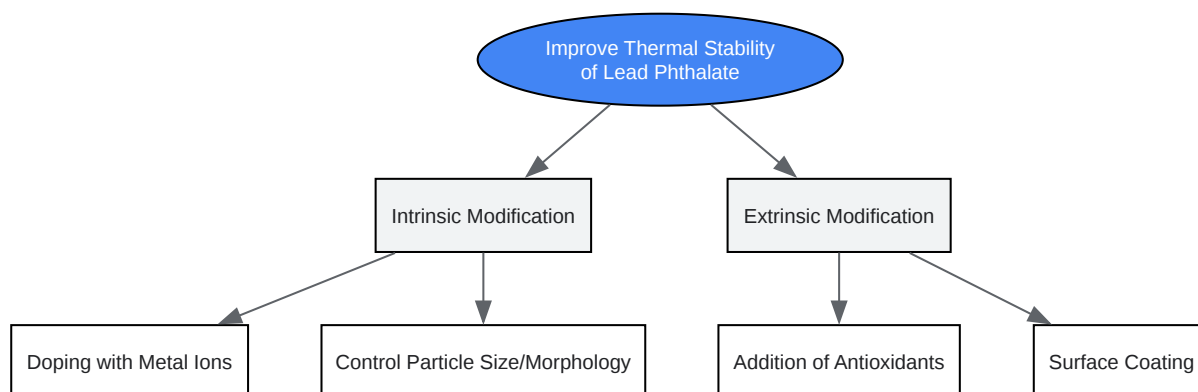 Improve Thermal Stability
of Lead Phthalate
Intrinsic Modification
Extrinsic Modification
Doping with Metal Ions
Control Particle Size/Morphology
Addition of Antioxidants
Surface Coating